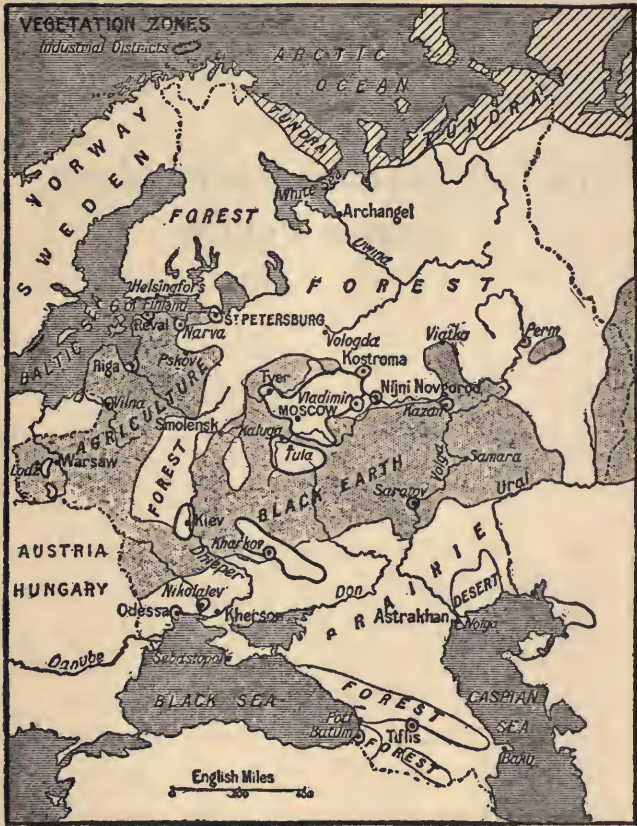 VEGETATION ZONES
Industrial Districts
ARCTIC
OCEAN
TUNDRA
TUNDRA
NORWAY
SWEDEN
White Sea
Archangel
FOREST
Dwina
FOREST
Helsingfors
G. of Finland
ST PETERSBURG
Reval
Narva
BALTIC SEA
Vologda
Viatka
Perm
Kostroma
Pskov
Riga
Tver
Vladimir
Nijni Novgorod
MOSCOW
Kazan
Vilna
AGRICULTURE
Smolensk
Kaluga
Tula
Lodz
Warsaw
FOREST
BLACK EARTH
Volga
Samara
Saratov
Ural
Kiev
AUSTRIA
HUNGARY
Kharkov
Dnieper
Don
PRAIRIE
DESERT
Nikolaiev
Odessa
Kherson
Astrakhan
Volga
Danube
Sebastopol
BLACK SEA
FOREST
CASPIAN
SEA
Poti
Batum
Tiflis
FOREST
Baku
English Miles
200